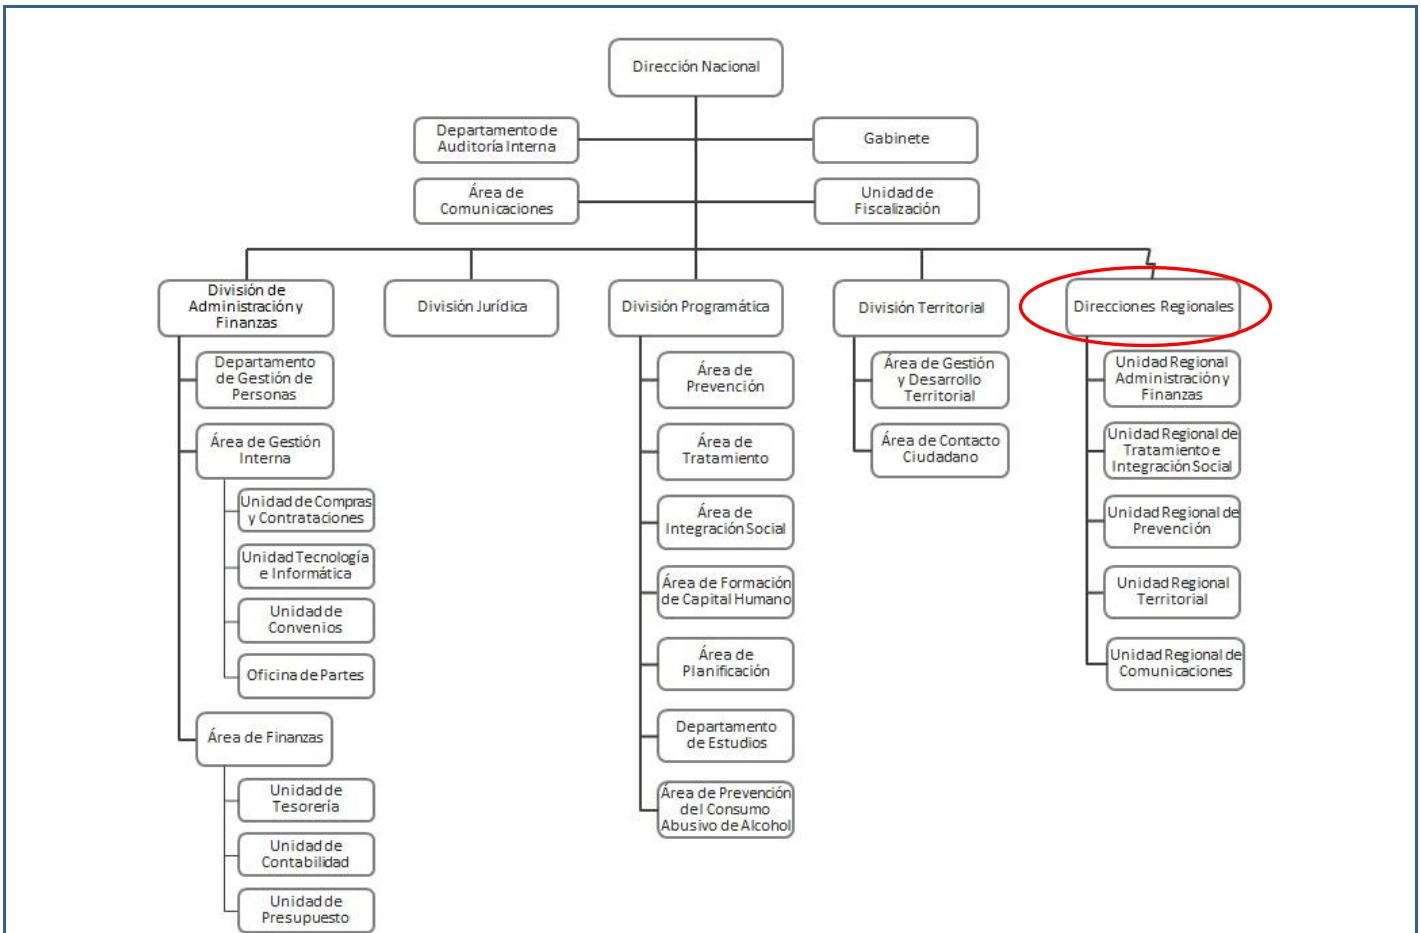 Dirección Nacional
Departamento de
Auditoría Interna
Gabinete
Área de
Comunicaciones
Unidad de
Fiscalización
División de
Administración y
Finanzas
División Jurídica
División Programática
División Territorial
Direcciones Regionales
Departamento
de Gestión de
Personas
Área de Gestión
Interna
Unidad de Compras
y Contrataciones
Unidad Tecnología
e Informática
Unidad de
Convenios
Oficina de Partes
Área de Finanzas
Unidad de
Tesorería
Unidad de
Contabilidad
Unidad de
Presupuesto
Área de
Prevención
Área de
Tratamiento
Área de
Integración Social
Área de Formación
de Capital Humano
Área de
Planificación
Departamento
de Estudios
Área de Prevención
del Consumo
Abusivo de Alcohol
Área de Gestión
y Desarrollo
Territorial
Área de Contacto
Ciudadano
Unidad Regional
Administración y
Finanzas
Unidad Regional de
Tratamiento e
Integración Social
Unidad Regional de
Prevención
Unidad Regional
Territorial
Unidad Regional de
Comunicaciones